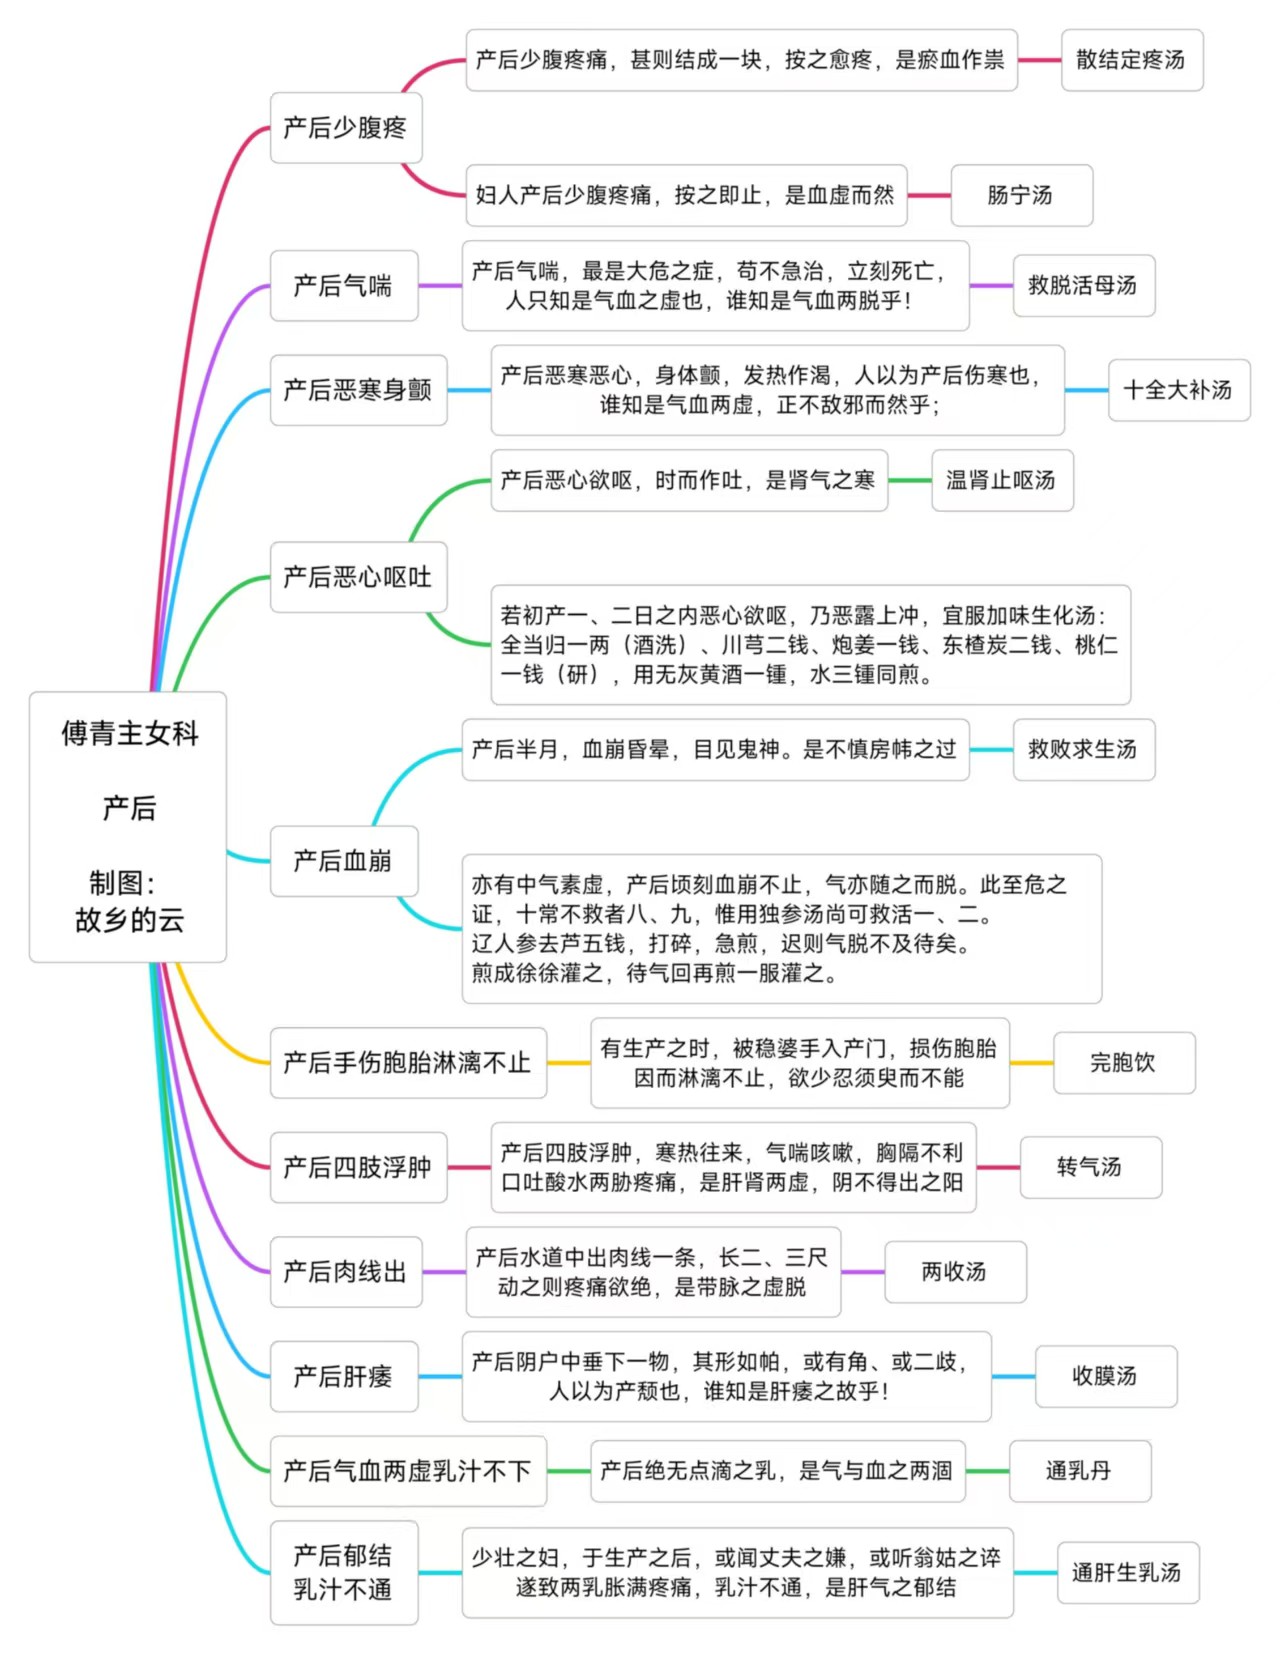 傅青主女科
产后
制图：
故乡的云
产后少腹疼
产后少腹疼痛，甚则结成一块，按之愈疼，是瘀血作祟
散结定疼汤
妇人产后少腹疼痛，按之即止，是血虚而然
肠宁汤
产后气喘
产后气喘，最是大危之症，苟不急治，立刻死亡，
人只知是气血之虚也，谁知是气血两脱乎！
救脱活母汤
产后恶寒身颤
产后恶寒恶心，身体颤，发热作渴，人以为产后伤寒也，
谁知是气血两虚，正不敌邪而然乎；
十全大补汤
产后恶心呕吐
产后恶心欲呕，时而作吐，是肾气之寒
温肾止呕汤
若初产一、二日之内恶心欲呕，乃恶露上冲，宜服加味生化汤：
全当归一两（酒洗）、川芎二钱、炮姜一钱、东楂炭二钱、桃仁
一钱（研），用无灰黄酒一锺，水三锺同煎。
产后血崩
产后半月，血崩昏晕，目见鬼神。是不慎房帏之过
救败求生汤
亦有中气素虚，产后顷刻血崩不止，气亦随之而脱。此至危之
证，十常不救者八、九，惟用独参汤尚可救活一、二。
辽人参去芦五钱，打碎，急煎，迟则气脱不及待矣。
煎成徐徐灌之，待气回再煎一服灌之。
产后手伤胞胎淋漓不止
有生产之时，被稳婆手入产门，损伤胞胎
因而淋漓不止，欲少忍须臾而不能
完胞饮
产后四肢浮肿
产后四肢浮肿，寒热往来，气喘咳嗽，胸隔不利
口吐酸水两胁疼痛，是肝肾两虚，阴不得出之阳
转气汤
产后肉线出
产后水道中出肉线一条，长二、三尺
动之则疼痛欲绝，是带脉之虚脱
两收汤
产后肝痿
产后阴户中垂下一物，其形如帕，或有角、或二歧，
人以为产颓也，谁知是肝痿之故乎！
收膜汤
产后气血两虚乳汁不下
产后绝无点滴之乳，是气与血之两涸
通乳丹
产后郁结
乳汁不通
少壮之妇，于生产之后，或闻丈夫之嫌，或听翁姑之谇
遂致两乳胀满疼痛，乳汁不通，是肝气之郁结
通肝生乳汤